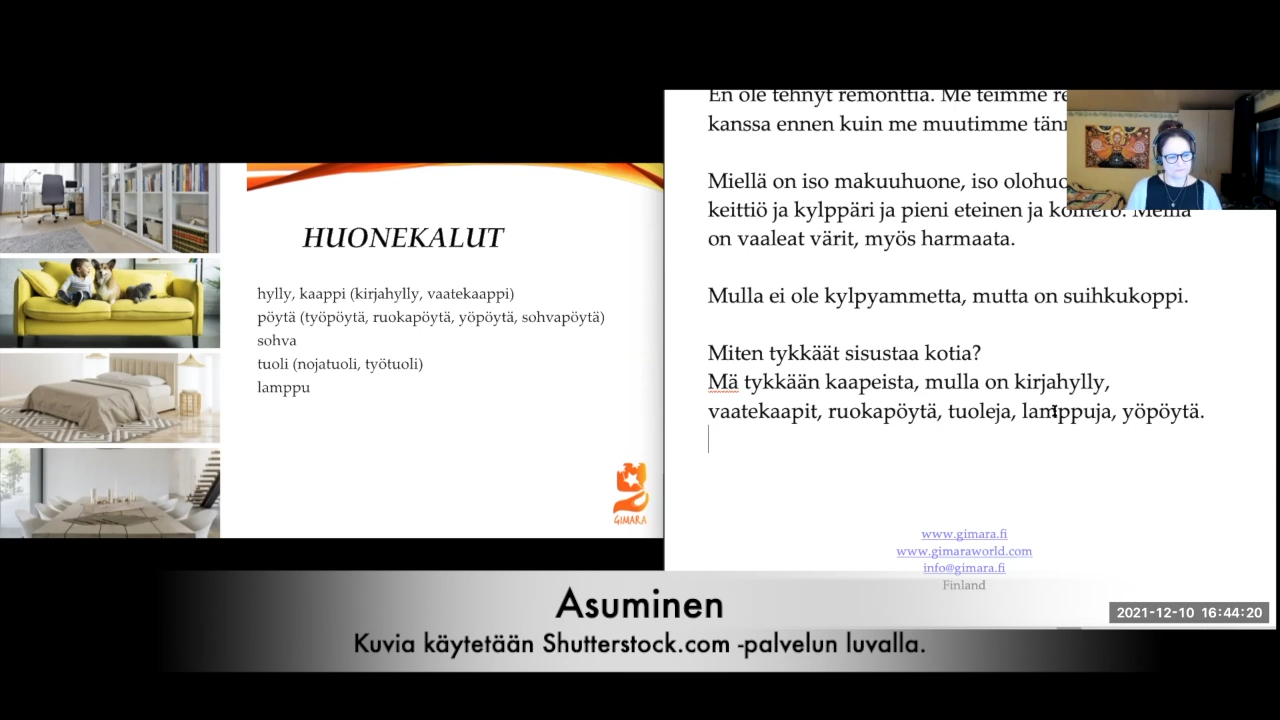 HUONEKALUT
hylly, kaappi (kirjahylly, vaatekaappi)
pöytä (työpöytä, ruokapöytä, yöpöytä, sohvapöytä)
sohva
tuoli (nojatuoli, työtuoli)
lamppu
GIMARA
En ole tehnyt remonttia. Me teimme
kanssa ennen kuin me muutimme
Miellä on iso makuuhuone, iso
keittiö ja kylppäri ja pieni eteinen ja komero. Meillä
on vaaleat värit, myös harmaata.
Mulla ei ole kylpyammetta, mutta on suihkukoppi.
Miten tykkäät sisustaa kotia?
Mä tykkään kaapeista, mulla on kirjahylly,
vaatekaapit, ruokapöytä, tuoleja, lamppuja, yöpöytä.
www.gimara.fi
www.gimaraworld.com
info@gimara.fi
Finland
2021-12-10 16:44:20
Asuminen
Kuvia käytetään Shutterstock.com -palvelun luvalla.